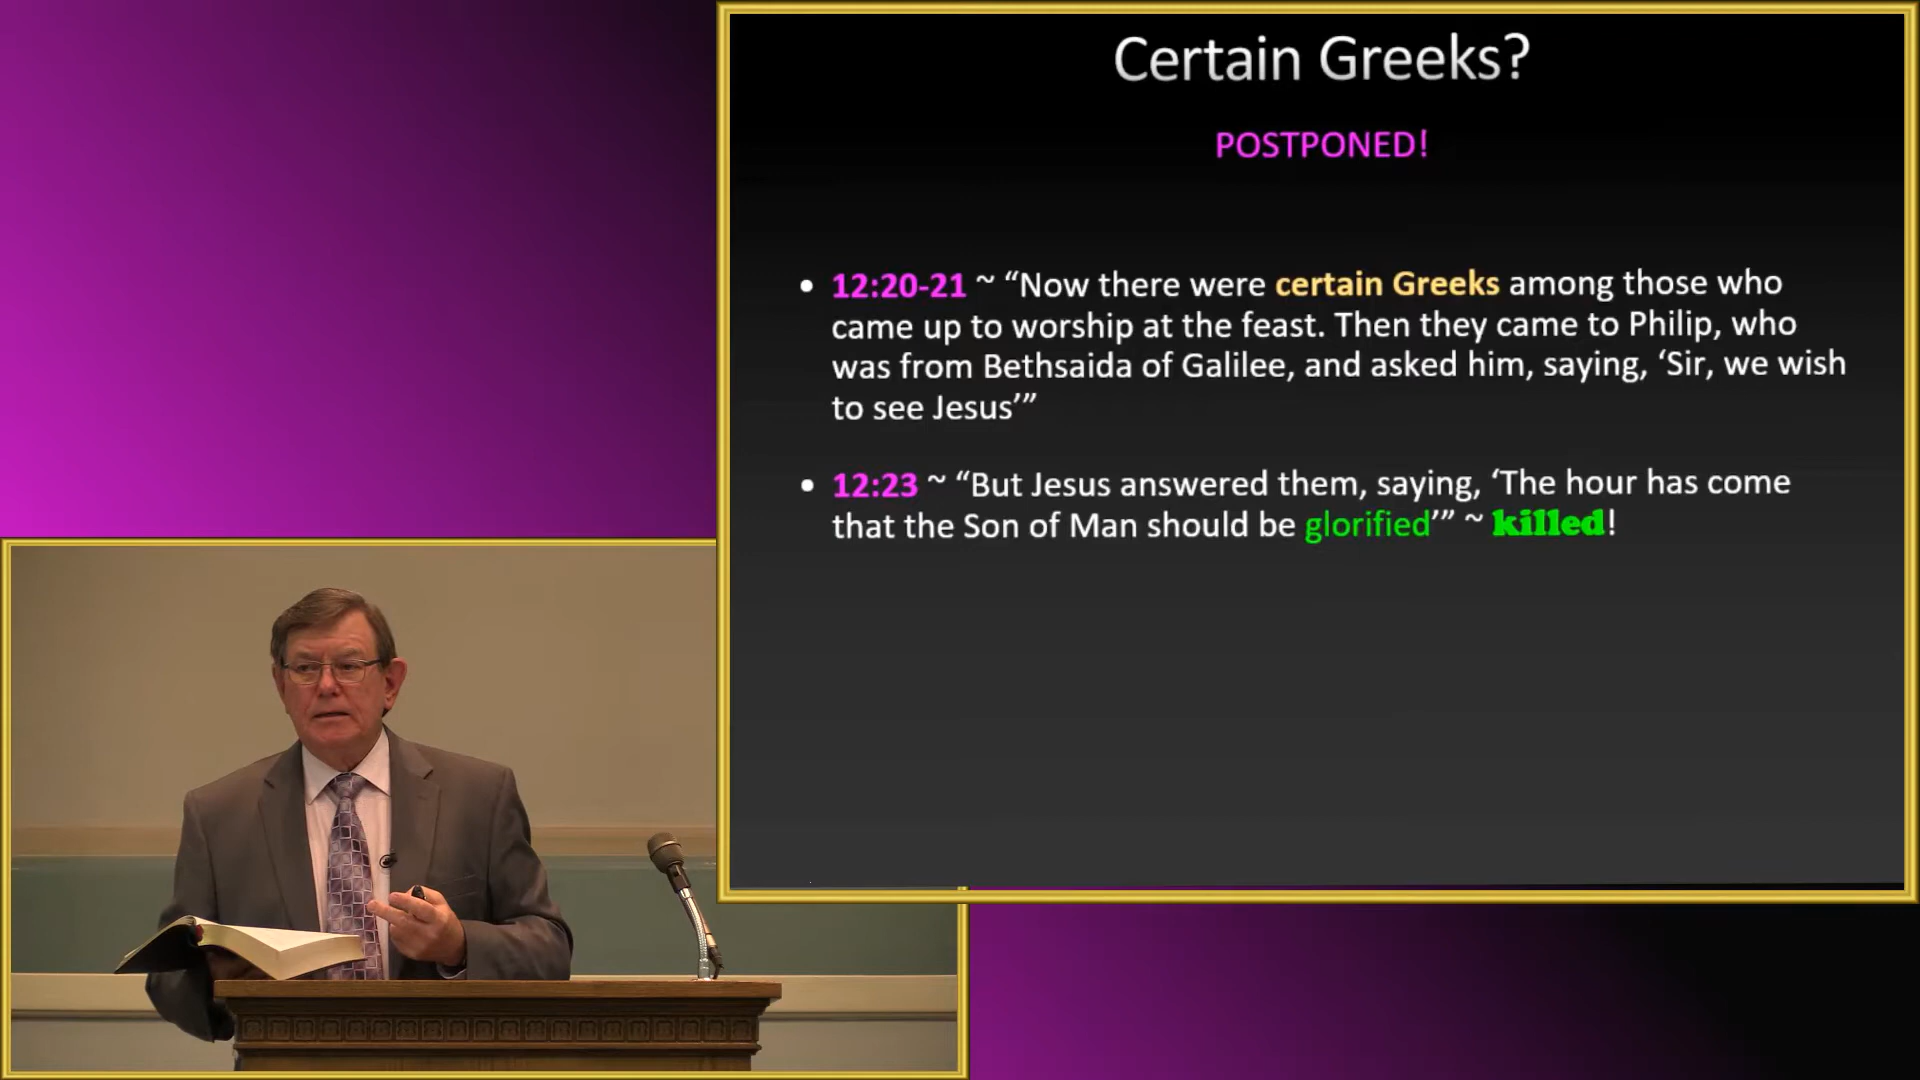 Certain Greeks?
POSTPONED!
• 12:20-21 ~ “Now there were certain Greeks among those who
came up to worship at the feast. Then they came to Philip, who
was from Bethsaida of Galilee, and asked him, saying, ‘Sir, we wish
to see Jesus’”
• 12:23 ~ “But Jesus answered them, saying, ‘The hour has come
that the Son of Man should be glorified’” ~ killed!